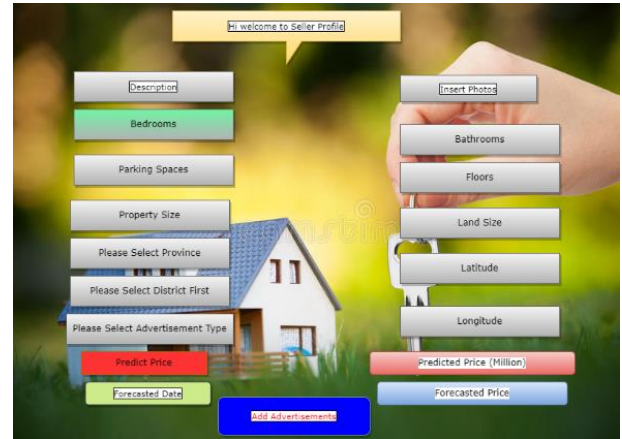 Hi welcome to Seller Profile
Description
Insert Photos
Bedrooms
Bathrooms
Parking Spaces
Floors
Property Size
Land Size
Please Select Province
Latitude
Please Select District First
Longitude
Please Select Advertisement Type
Predict Price
Predicted Price (Million)
Forecasted Date
Forecasted Price
Add Advertisements